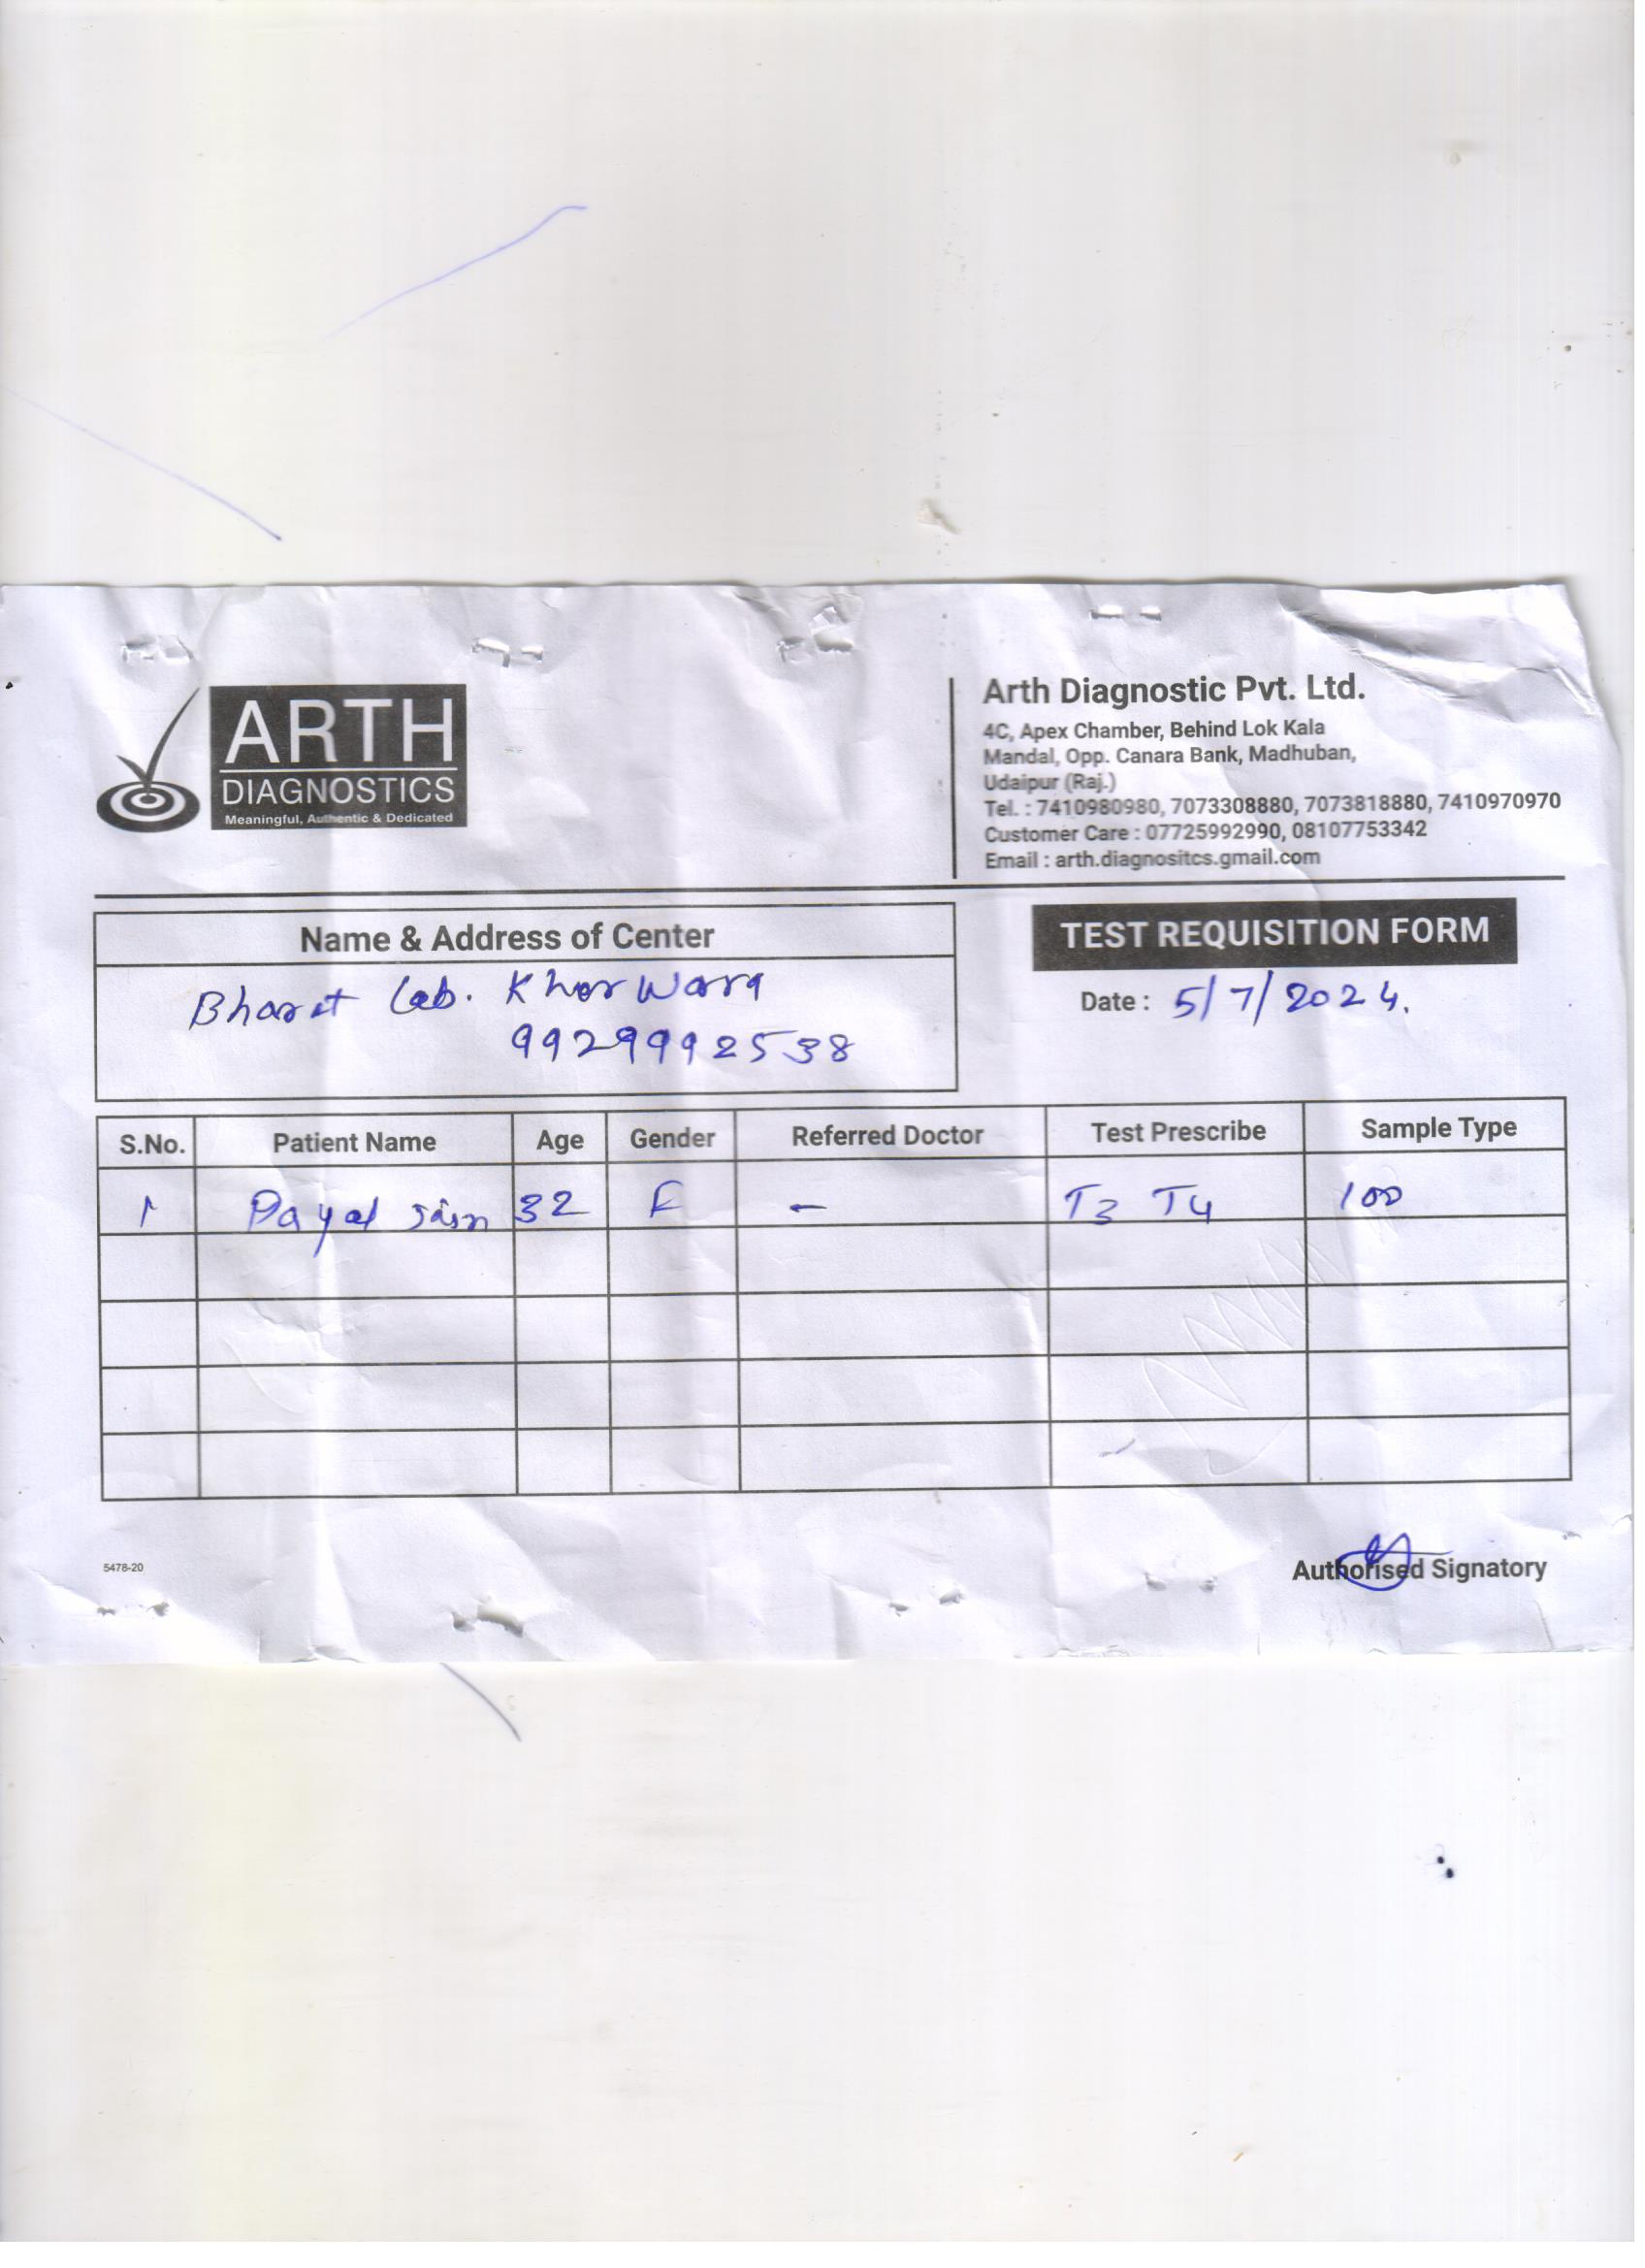 ARTH
DIAGNOSTICS
Meaningful, Authentic & Dedicated
Arth Diagnostic Pvt. Ltd.
4C, Apex Chamber, Behind Lok Kala
Mandal, Opp. Canara Bank, Madhuban,
Udaipur (Raj.)
Tel. : 7410980980, 7073308880, 7073818880, 7410970970
Customer Care : 07725992990, 08107753342
Email : arth.diagnositcs.gmail.com
Name & Address of Center
Bharat Lab. Kherwara
99299992538
TEST REQUISITION FORM
Date : 5/7/2024.
S.No. Patient Name Age Gender Referred Doctor Test Prescribe Sample Type
1 Payal 32 F - T3 T4 100
5478-20
Authorised Signatory